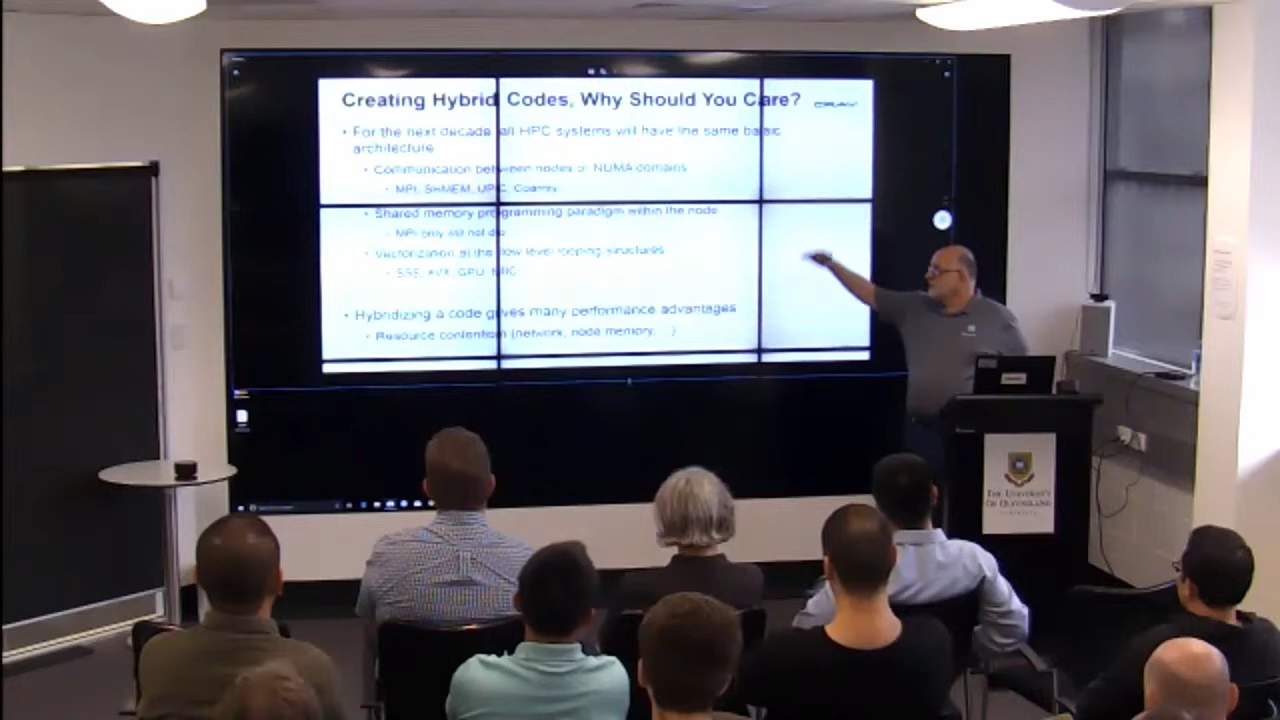 Creating Hybrid Codes, Why Should You Care?
CRAY
• For the next decade all HPC systems will have the same basic
architecture
• Communication between nodes or NUMA domains
• MPI, SHMEM, UPC, Coarray
• Shared memory programming paradigm within the node
• MPI only will not do
• Vectorization at the low level looping structures
• SSE, AVX, GPU, MIC
• Hybridizing a code gives many performance advantages
• Resource contention (network, node memory, )
THE UNIVERSITY
OF QUEENSLAND